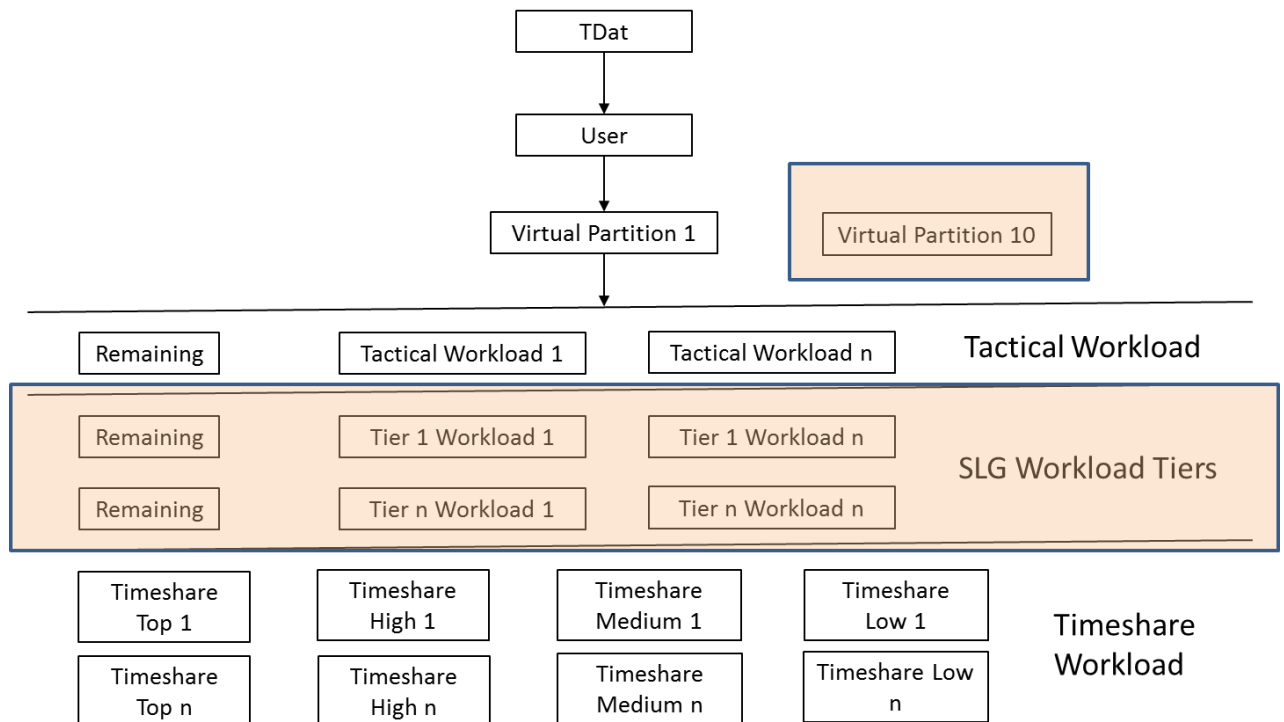 TDat
User
Virtual Partition 1
Virtual Partition 10
Remaining
Tactical Workload 1
Tactical Workload n
Tactical Workload
Remaining
Tier 1 Workload 1
Tier 1 Workload n
SLG Workload Tiers
Remaining
Tier n Workload 1
Tier n Workload n
Timeshare
Top 1
Timeshare
High 1
Timeshare
Medium 1
Timeshare
Low 1
Timeshare
Workload
Timeshare
Top n
Timeshare
High n
Timeshare
Medium n
Timeshare Low
n